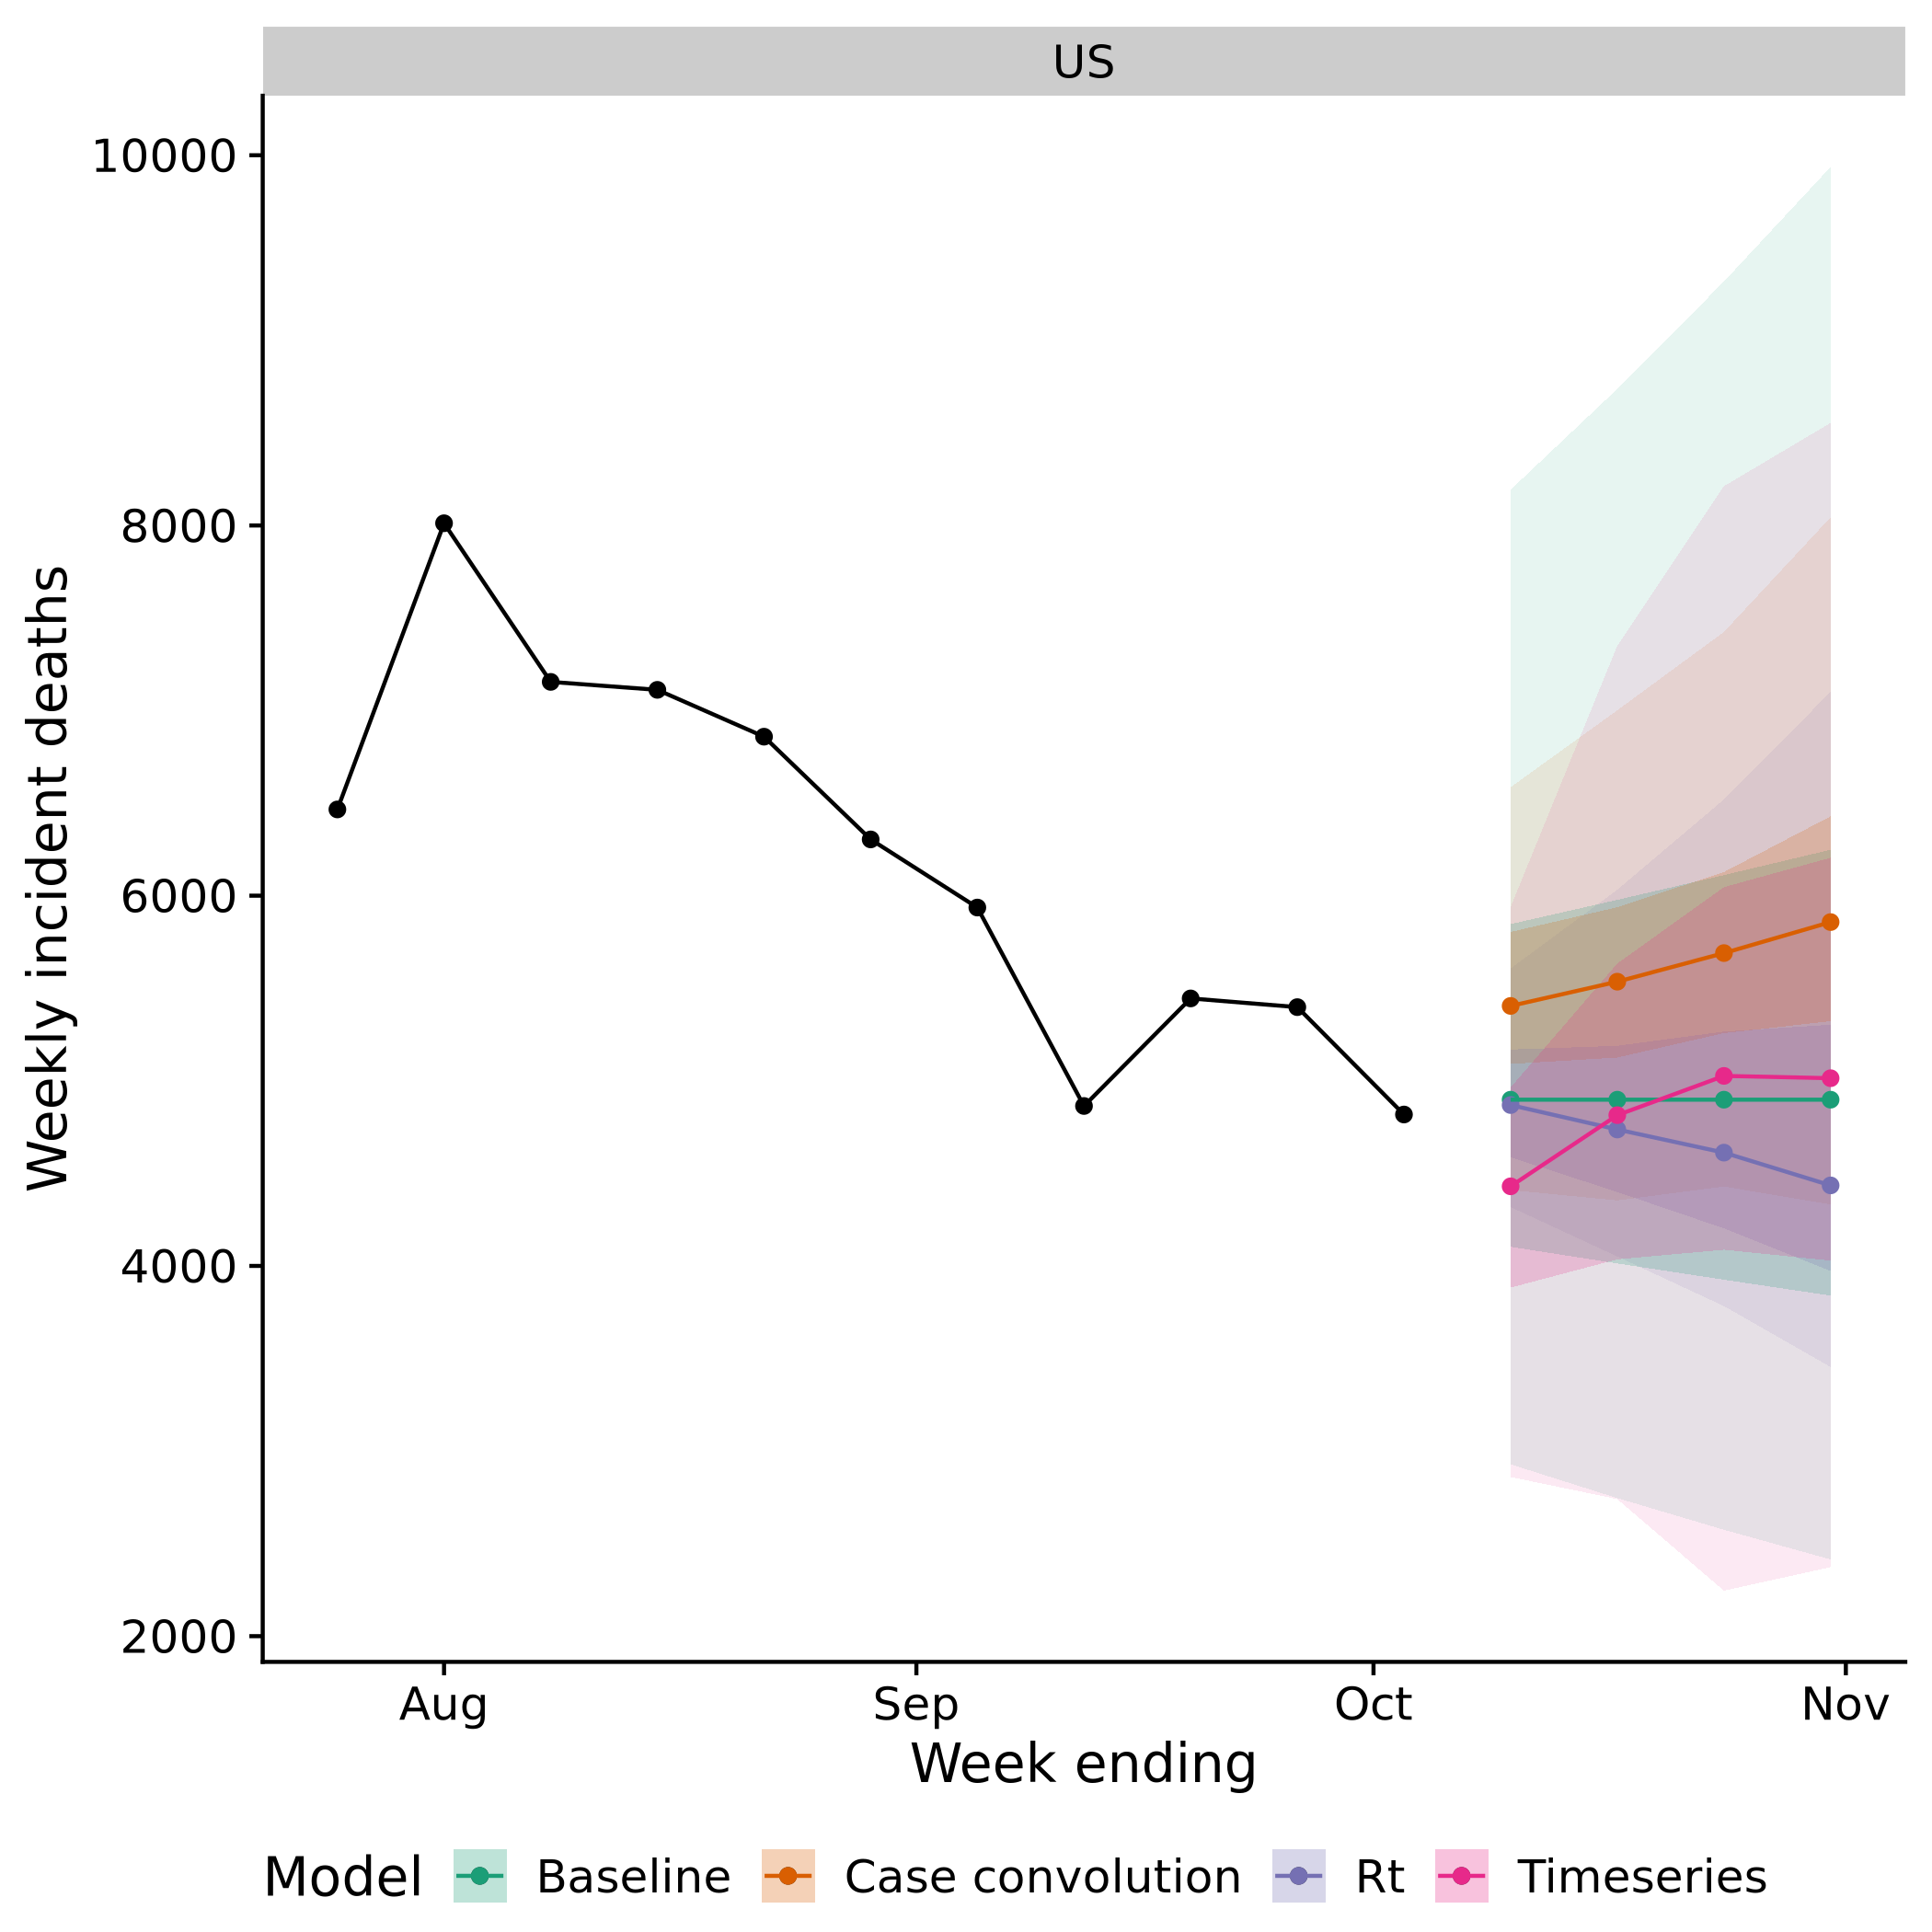 US
10000
8000
6000
4000
2000
Weekly incident deaths
Aug Sep Oct Nov
Week ending
Model Baseline Case convolution Rt Timeseries